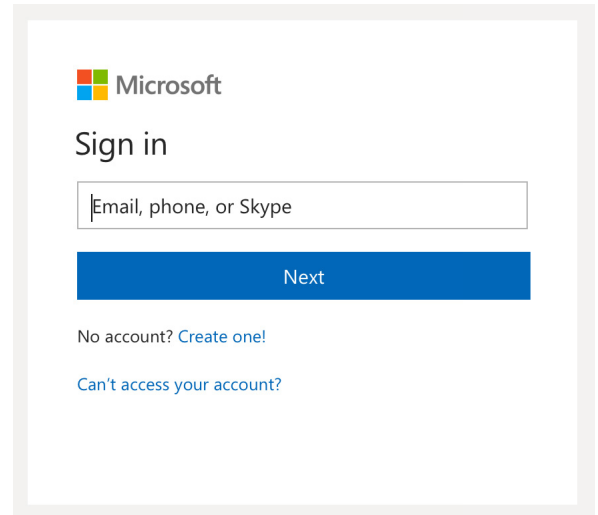 Microsoft
Sign in
Email, phone, or Skype
Next
No account? Create one!
Can’t access your account?